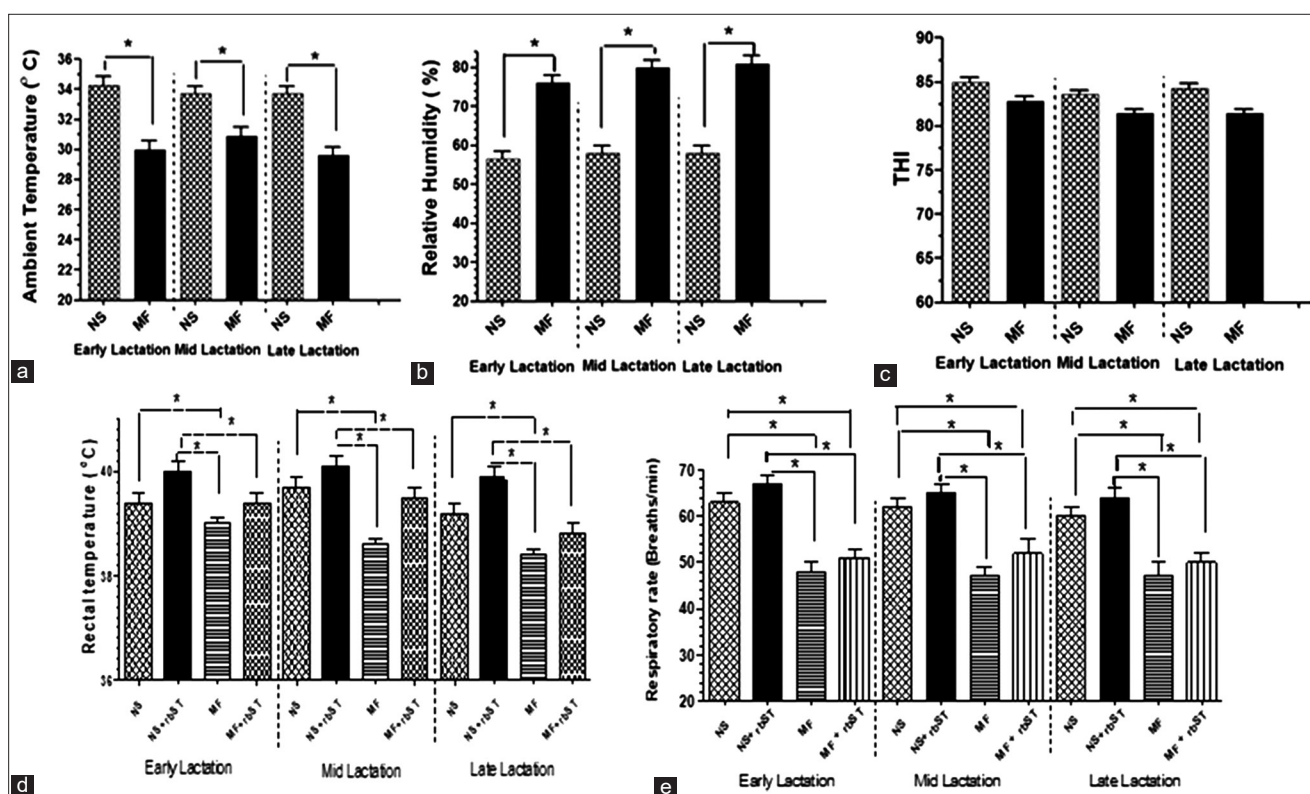 Ambient Temperature (° C)
36
34
32
30
28
26
24
22
20
*
*
*
NS
MF
NS
MF
NS
MF
Early Lactation Mid Lactation Late Lactation
a
Relative Humidity ( %)
80
70
60
50
40
30
20
*
*
*
NS
MF
NS
MF
NS
MF
Early Lactation Mid Lactation Late Lactation
b
THI
90
85
80
75
70
65
60
NS
MF
NS
MF
NS
MF
Early Lactation Mid Lactation Late Lactation
c
Rectal temperature (°C)
40
38
36
*
*
*
*
*
*
*
*
*
NS
NS+rbST
MF
MF+rbST
NS
NS+rbST
MF
MF+rbST
NS
NS+rbST
MF
MF+rbST
Early Lactation Mid Lactation Late Lactation
d
Respiratory rate (Breaths/min)
70
60
50
40
30
20
*
*
*
*
*
*
*
*
*
*
*
*
NS
NS+rbST
MF
MF + rbST
NS
NS+rbST
MF
MF + rbST
NS
NS+rbST
MF
MF + rbST
Early Lactation Mid Lactation Late Lactation
e